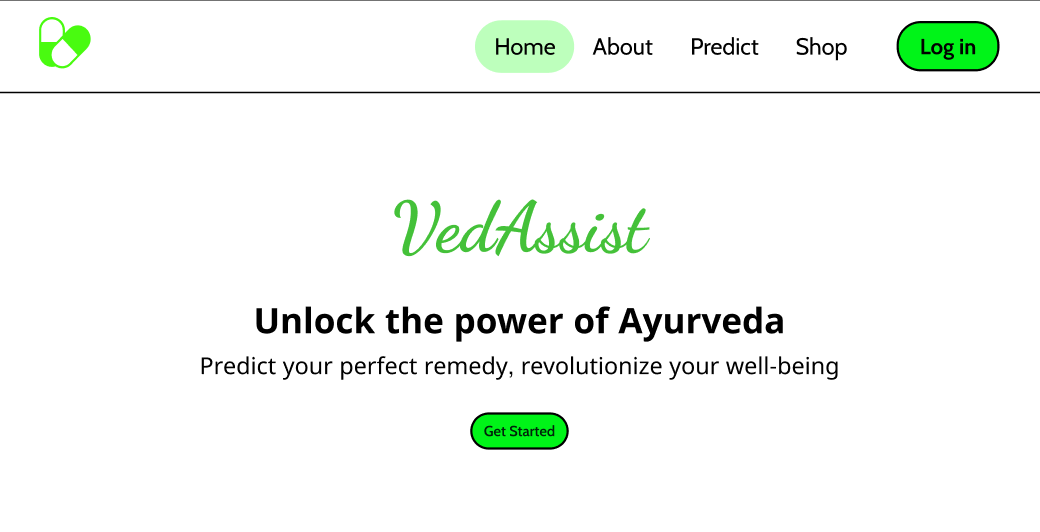 Home About Predict Shop Log in
VedAssist
Unlock the power of Ayurveda
Predict your perfect remedy, revolutionize your well-being
Get Started